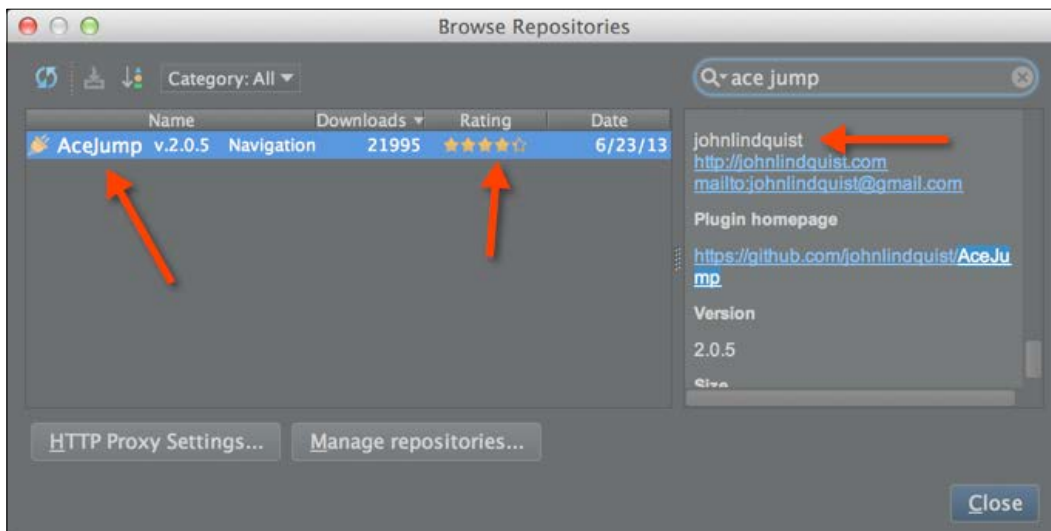 Browse Repositories
Category: All
ace jump
Name Downloads Rating Date
AceJump v.2.0.5 Navigation 21995 6/23/13
johnlindquist
http://johnlindquist.com
mailto:johnlindquist@gmail.com
Plugin homepage
https://github.com/johnlindquist/AceJu
mp
Version
2.0.5
Size
HTTP Proxy Settings...
Manage repositories...
Close